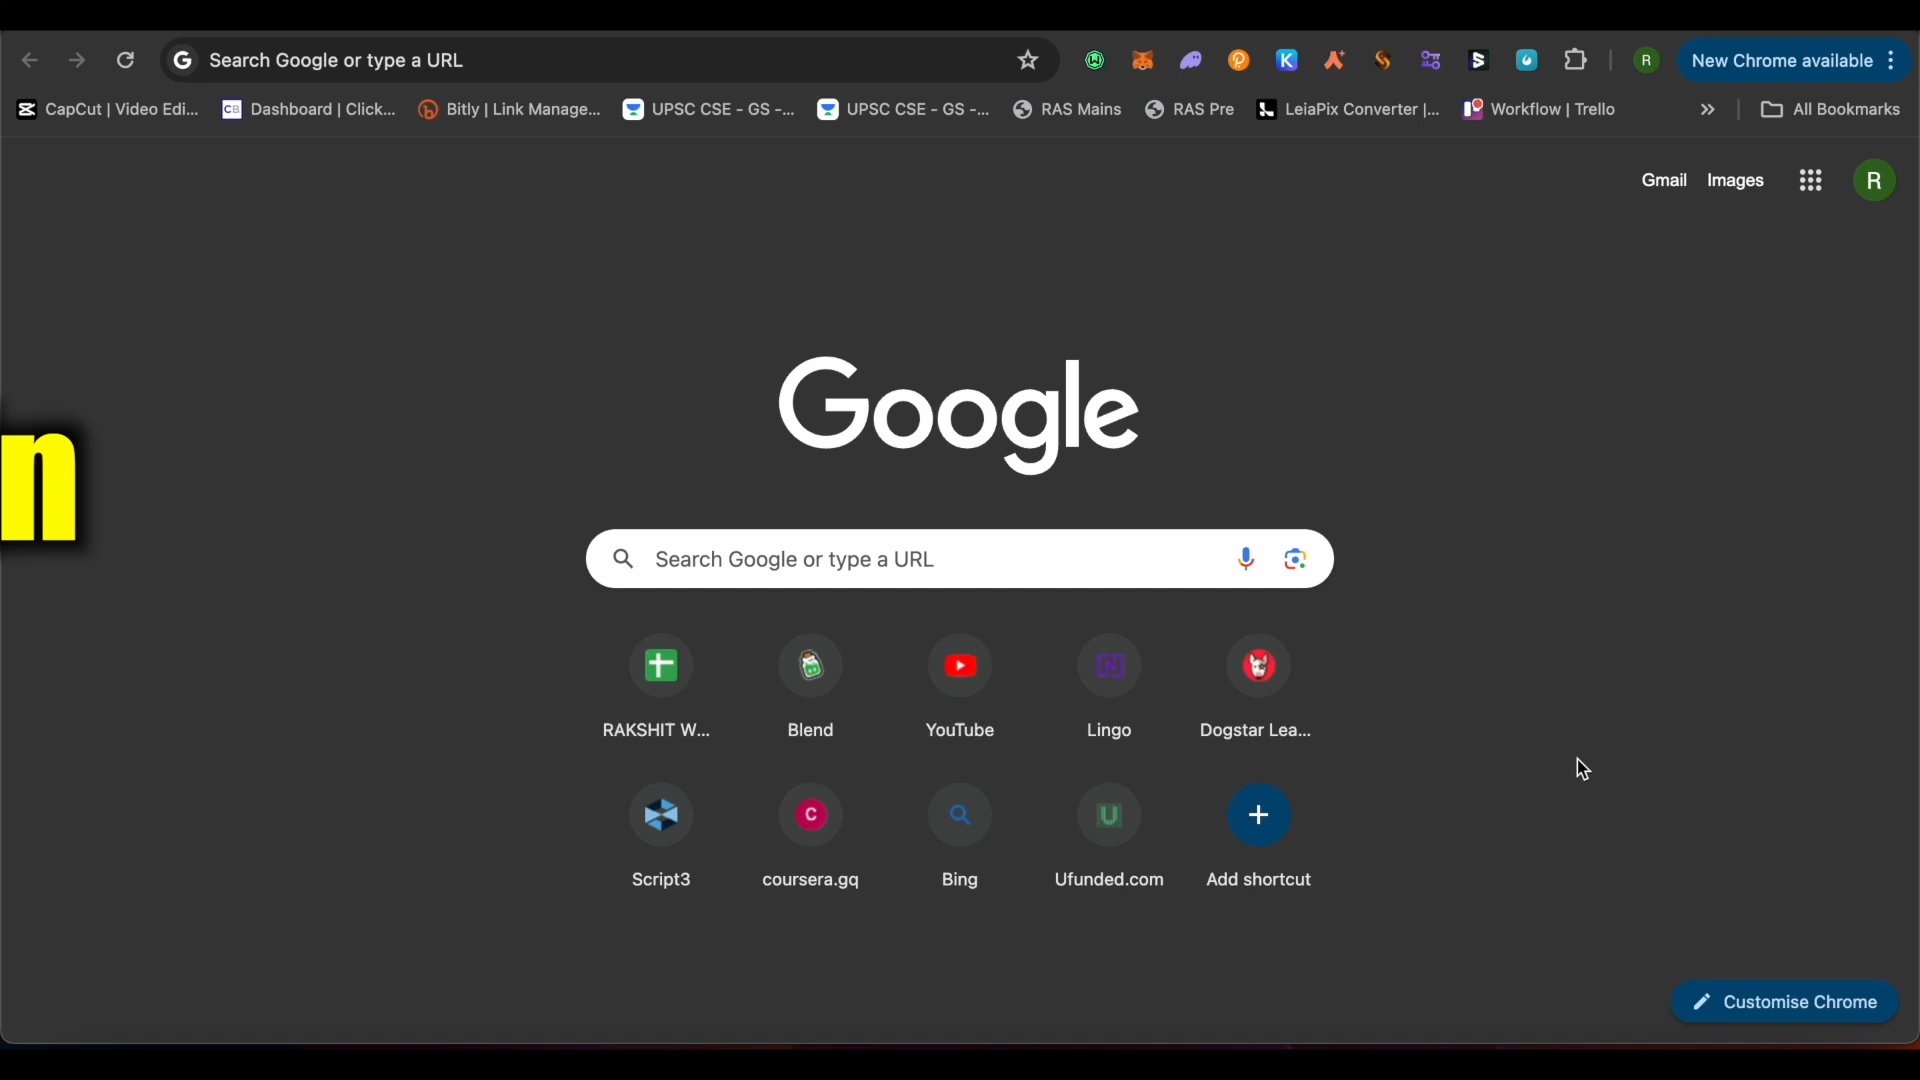 Search Google or type a URL
New Chrome available
CapCut | Video Edi...
CB
Dashboard | Click...
Bitly | Link Manage...
UPSC CSE - GS -...
UPSC CSE - GS -...
RAS Mains
RAS Pre
LeiaPix Converter |...
Workflow | Trello
All Bookmarks
Gmail
Images
R
Google
n
Search Google or type a URL
RAKSHIT W...
Blend
YouTube
Lingo
Dogstar Lea...
Script3
coursera.gq
Bing
Ufunded.com
Add shortcut
Customise Chrome